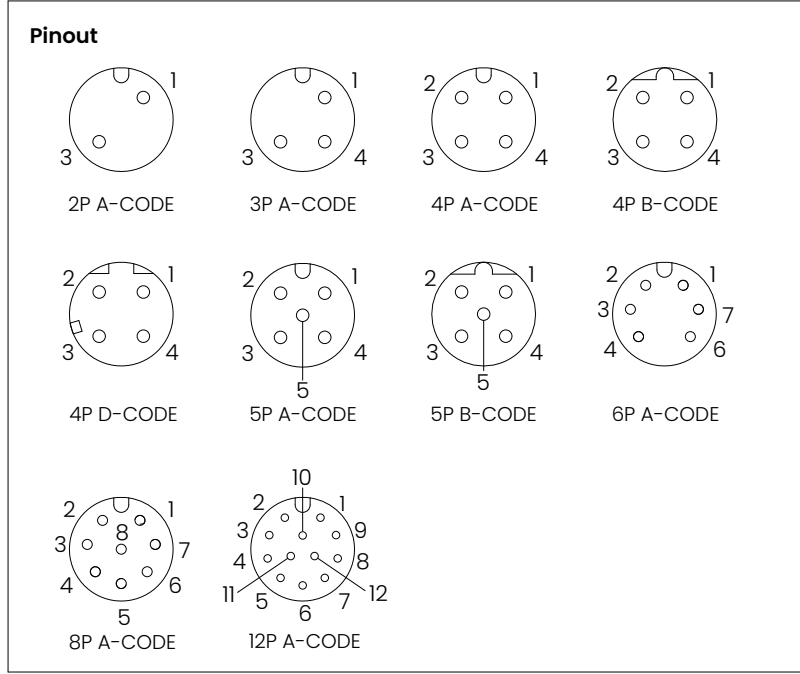 Pinout
1
3
2P A-CODE
1
3 4
3P A-CODE
2 1
3 4
4P A-CODE
2 1
3 4
4P B-CODE
2 1
3 4
4P D-CODE
2 1
3 4
5
5P A-CODE
2 1
3 4
5
5P B-CODE
2 1
3 7
4 6
6P A-CODE
2 1
8
3 7
4 6
5
8P A-CODE
10
2 1
3 9
4 8
11 12
5 7
6
12P A-CODE